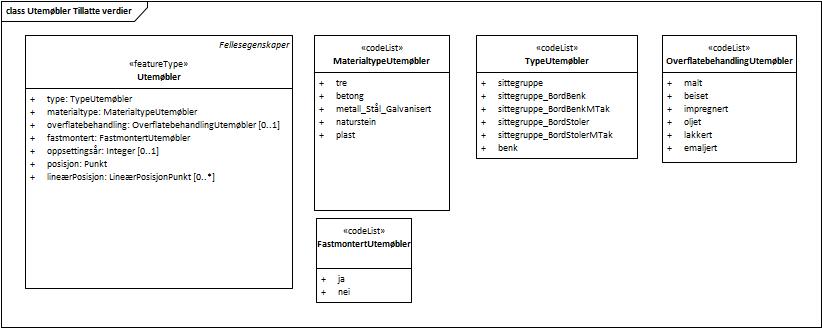 class Utemøbler Tillatte verdier
Fellesegenskaper
«featureType»
Utemøbler
+ type: TypeUtemøbler
+ materialtype: MaterialtypeUtemøbler
+ overflatebehandling: OverflatebehandlingUtemøbler [0..1]
+ fastmontert: FastmontertUtemøbler
+ oppsettingsår: Integer [0..1]
+ posisjon: Punkt
+ lineærPosisjon: LineærPosisjonPunkt [0..*]
«codeList»
MaterialtypeUtemøbler
+ tre
+ betong
+ metall_Stål_Galvanisert
+ naturstein
+ plast
«codeList»
TypeUtemøbler
+ sittegruppe
+ sittegruppe_BordBenk
+ sittegruppe_BordBenkMTak
+ sittegruppe_BordStoler
+ sittegruppe_BordStolerMTak
+ benk
«codeList»
OverflatebehandlingUtemøbler
+ malt
+ beiset
+ impregnert
+ oljet
+ lakkert
+ emaljert
«codeList»
FastmontertUtemøbler
+ ja
+ nei